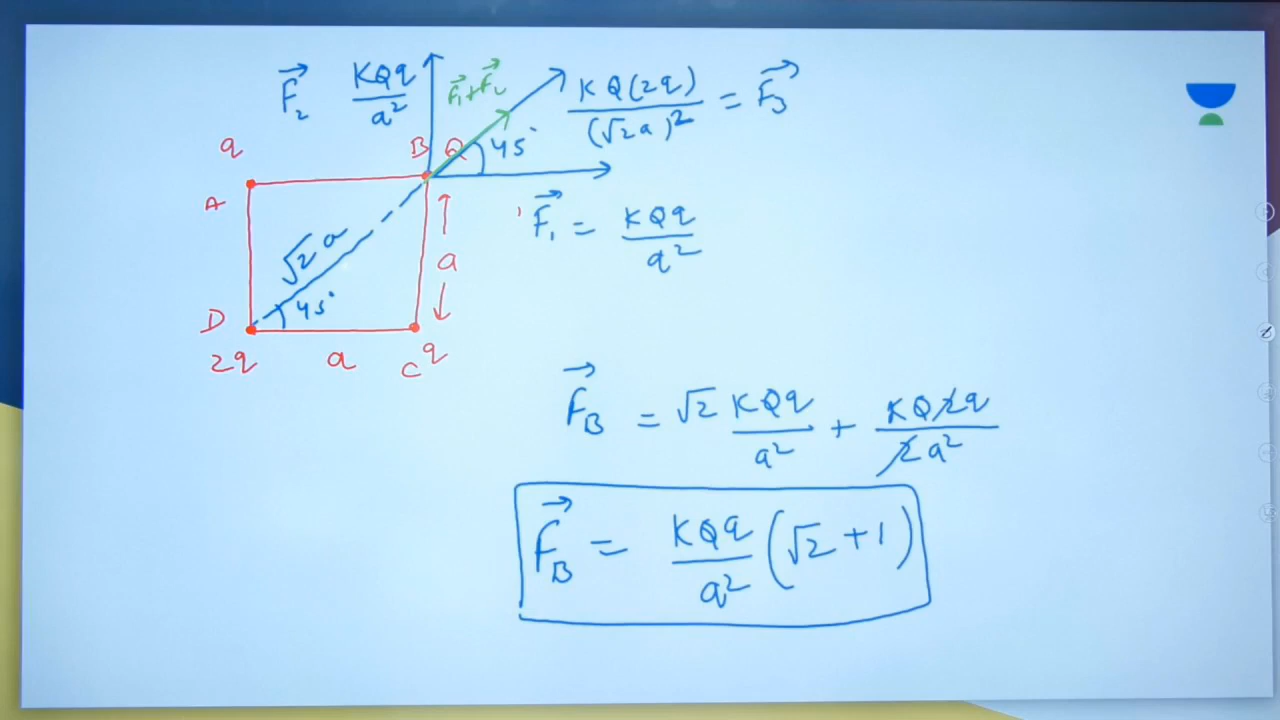 F₂→ KQq/a²
F₁→+F₂→
KQ(2q)/(√2a)² = F₃→
q
B Q 45°
A
F₁→ = KQq/a²
√2 a
a
45°
D
2q a C q
F_B→ = √2 KQq/a² + KQ2q/2a²
F_B→ = KQq/a² (√2 + 1)